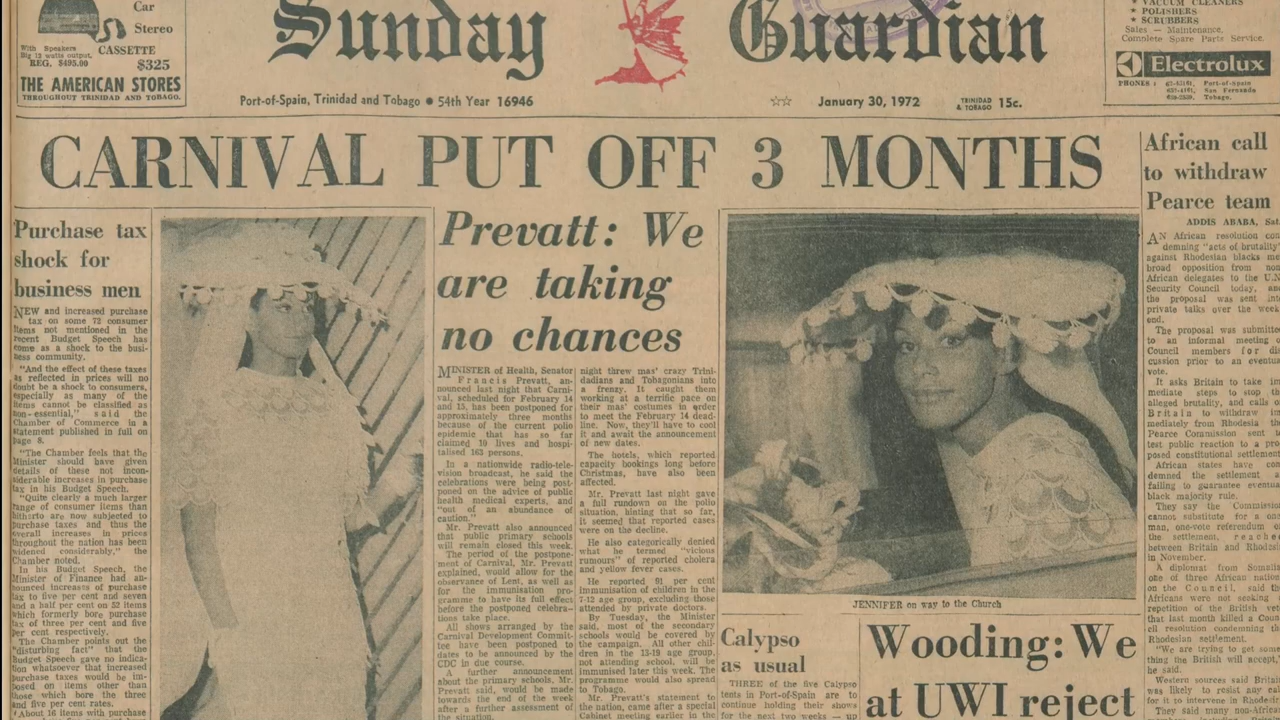 Car
Stereo
With Speakers
Big 12 watts output.
REG. $495.00
CASSETTE
$325
THE AMERICAN STORES
THROUGHOUT TRINIDAD AND TOBAGO.
Sunday Guardian
★ VACUUM CLEANERS
★ POLISHERS
★ SCRUBBERS
Sales — Maintenance,
Complete Spare Parts Service.
Electrolux
PHONES :
Port-of-Spain
San Fernando
Tobago.
Port-of-Spain, Trinidad and Tobago ● 54th Year 16946
☆☆ January 30, 1972
TRINIDAD & TOBAGO 15c.
CARNIVAL PUT OFF 3 MONTHS
Purchase tax
shock for
business men
NEW and increased purchase
tax on some 72 consumer
items not mentioned in the
recent Budget Speech has
come as a shock to the busi-
ness community.
"And the effect of these taxes
as reflected in prices will no
doubt be a shock to consumers,
especially as many of the
items cannot be classified as
non-essential," said the
Chamber of Commerce in a
statement published in full on
page 8.
"The Chamber feels that the
Minister should have given
details of these not incon-
siderable increases in purchase
tax in his Budget Speech.
"Quite clearly a much larger
range of consumer items than
hitherto are now subjected to
purchase taxes and thus the
overall increases in prices
throughout the nation has been
widened considerably," the
Chamber noted.
In his Budget Speech, the
Minister of Finance had an-
nounced increases of purchase
tax to five per cent and seven
and a half per cent on 52 items
which formerly bore purchase
tax of three per cent and five
per cent respectively.
The Chamber points out the
"disturbing fact" that the
Budget Speech gave no indica-
tion whatsoever that increased
purchase taxes would be im-
posed on items other than
those which bore the three
and five per cent rates.
About 16 items with purchase
Prevatt: We
are taking
no chances
MINISTER of Health, Senator
Francis Prevatt, an-
nounced last night that Carni-
val, scheduled for February 14
and 15, has been postponed for
approximately three months
because of the current polio
epidemic that has so far
claimed 10 lives and hospi-
talised 163 persons.
In a nationwide radio-tele-
vision broadcast, he said the
celebrations were being post-
poned on the advice of public
health medical experts, and
"out of an abundance of
caution."
Mr. Prevatt also announced
that public primary schools
will remain closed this week.
The period of the postpone-
ment of Carnival, Mr. Prevatt
explained, would allow for the
observance of Lent, as well as
for the immunisation pro-
gramme to have its full effect
before the postponed celebra-
tions take place.
All shows arranged by the
Carnival Development Commit-
tee have been postponed to
dates to be announced by the
CDC in due course.
A further announcement
about the primary schools, Mr.
Prevatt said, would be made
towards the end of the week
after a further assessment of
the situation.
night threw mas' crazy Trini-
dadians and Tobagonians into
a frenzy. It caught them
working at a terrific pace on
their mas' costumes in order
to meet the February 14 dead-
line. Now, they'll have to cool
it and await the announcement
of new dates.
The hotels, which reported
capacity bookings long before
Christmas, have also been
affected.
Mr. Prevatt last night gave
a full rundown on the polio
situation, hinting that so far,
it seemed that reported cases
were on the decline.
He also categorically denied
what he termed "vicious
rumours" of reported cholera
and yellow fever cases.
He reported 91 per cent
immunisation of children in the
7-12 age group, excluding those
attended by private doctors.
By Tuesday, the Minister
said, most of the secondary
schools would be covered by
the campaign. All other chil-
dren in the 13-19 age group,
not attending school, will be
immunised later this week. The
programme would also spread
to Tobago.
Mr. Prevatt's statement to
the nation, came after a special
Cabinet meeting earlier in the
JENNIFER on way to the Church
Calypso
as usual
THREE of the five Calypso
tents in Port-of-Spain are to
continue holding their shows
for the next two weeks — up
Wooding: We
at UWI reject
African call
to withdraw
Pearce team
ADDIS ABABA, Sat.
AN African resolution con-
demning "acts of brutality"
against Rhodesian blacks me
broad opposition from non
African delegates to the U.N
Security Council today, and
the proposal was sent into
private talks over the week
end.
The proposal was submitte
to an informal meeting o
Council members for dis
cussion prior to an eventua
vote.
It asks Britain to take im
mediate steps to stop the
alleged brutality, and calls o
Britain to withdraw im
mediately from Rhodesia the
Pearce Commission sent to
test public reaction to a pro
posed constitutional settlement
African states have con
demned the settlement a
failing to guarantee eventua
black majority rule.
They say the Commission
cannot substitute for a one
man, one-vote referendum o
the settlement, reached
between Britain and Rhodesi
in November.
A diplomat from Somalia
one of three African nation
on the Council, said the
Africans were not seeking
repetition of the British vet
that last month killed a Coun
cil resolution condemning th
Rhodesian settlement.
"We are trying to get some
thing the British will accept,"
he said.
Western sources said Britain
was likely to resist any cal
for it to intervene in Rhodesi
They said many non-African